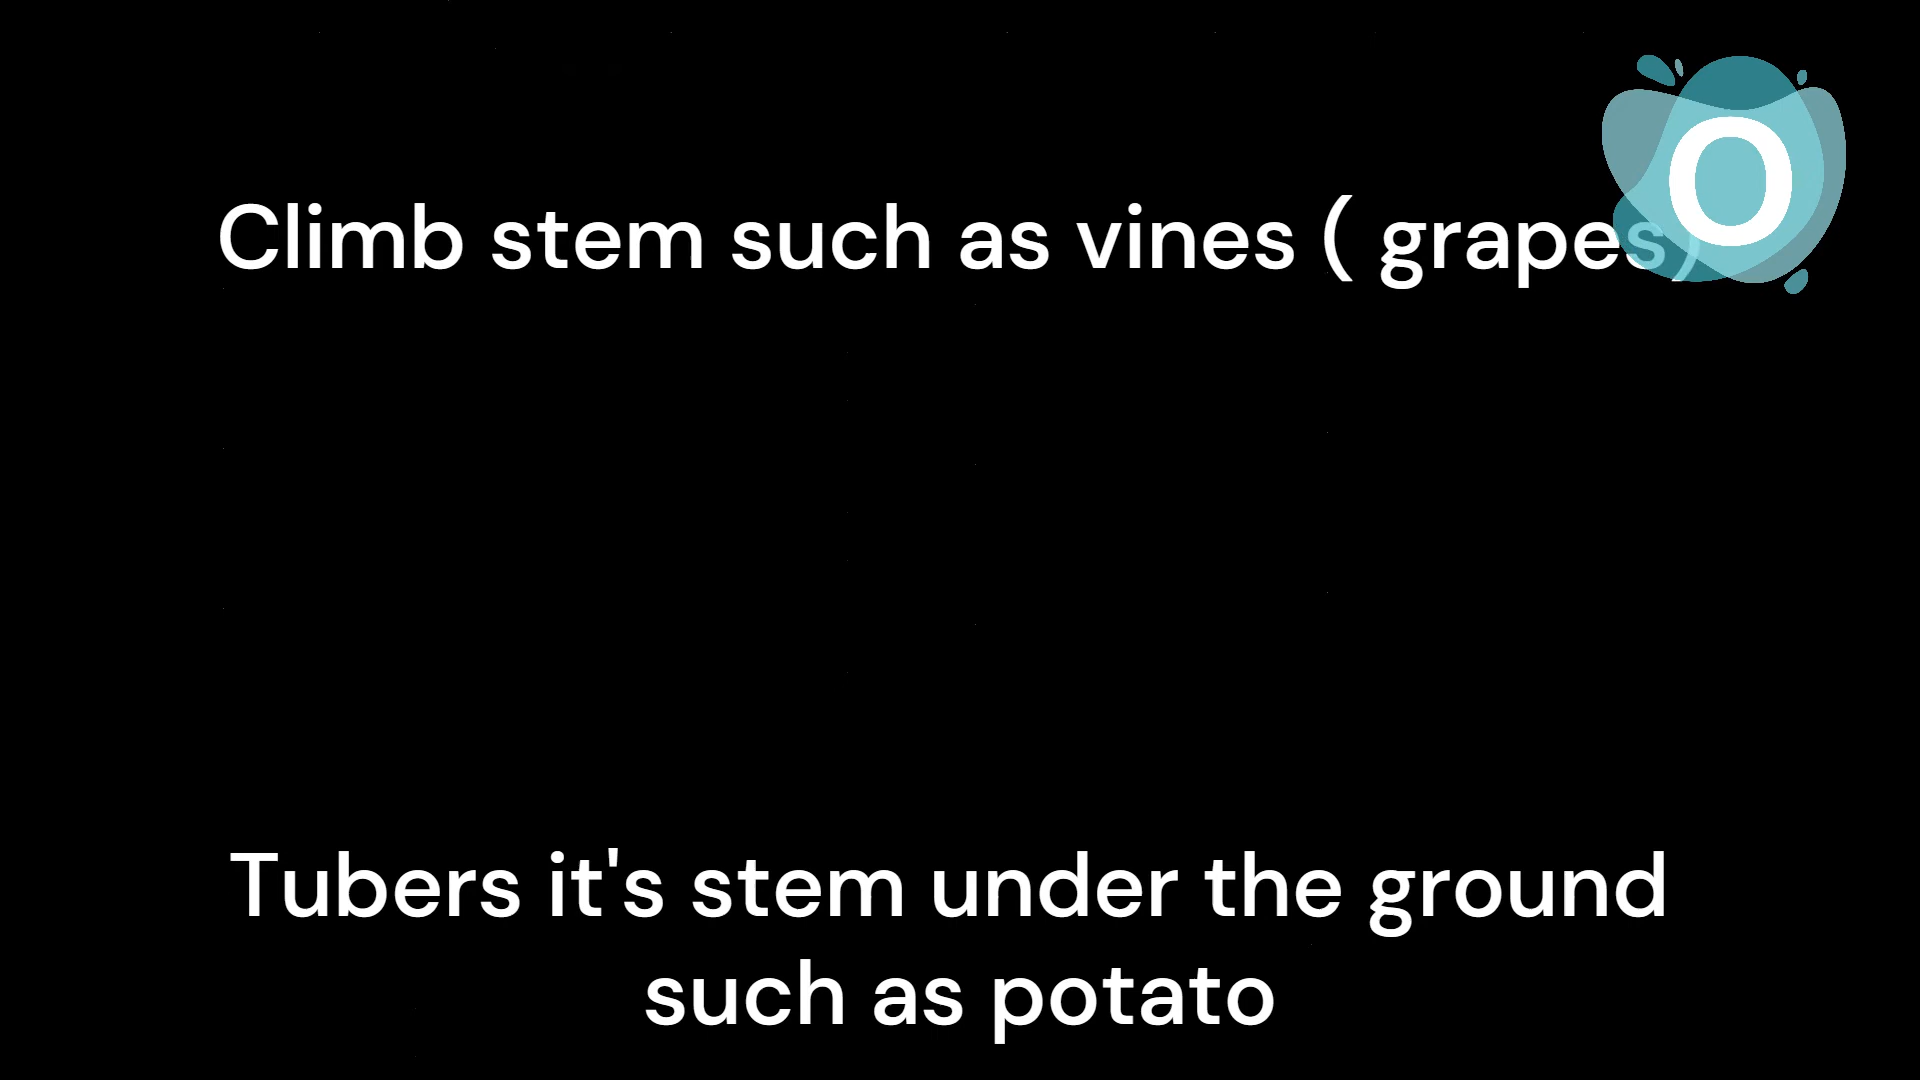 Climb stem such as vines ( grapes)
O
Tubers it's stem under the ground
such as potato